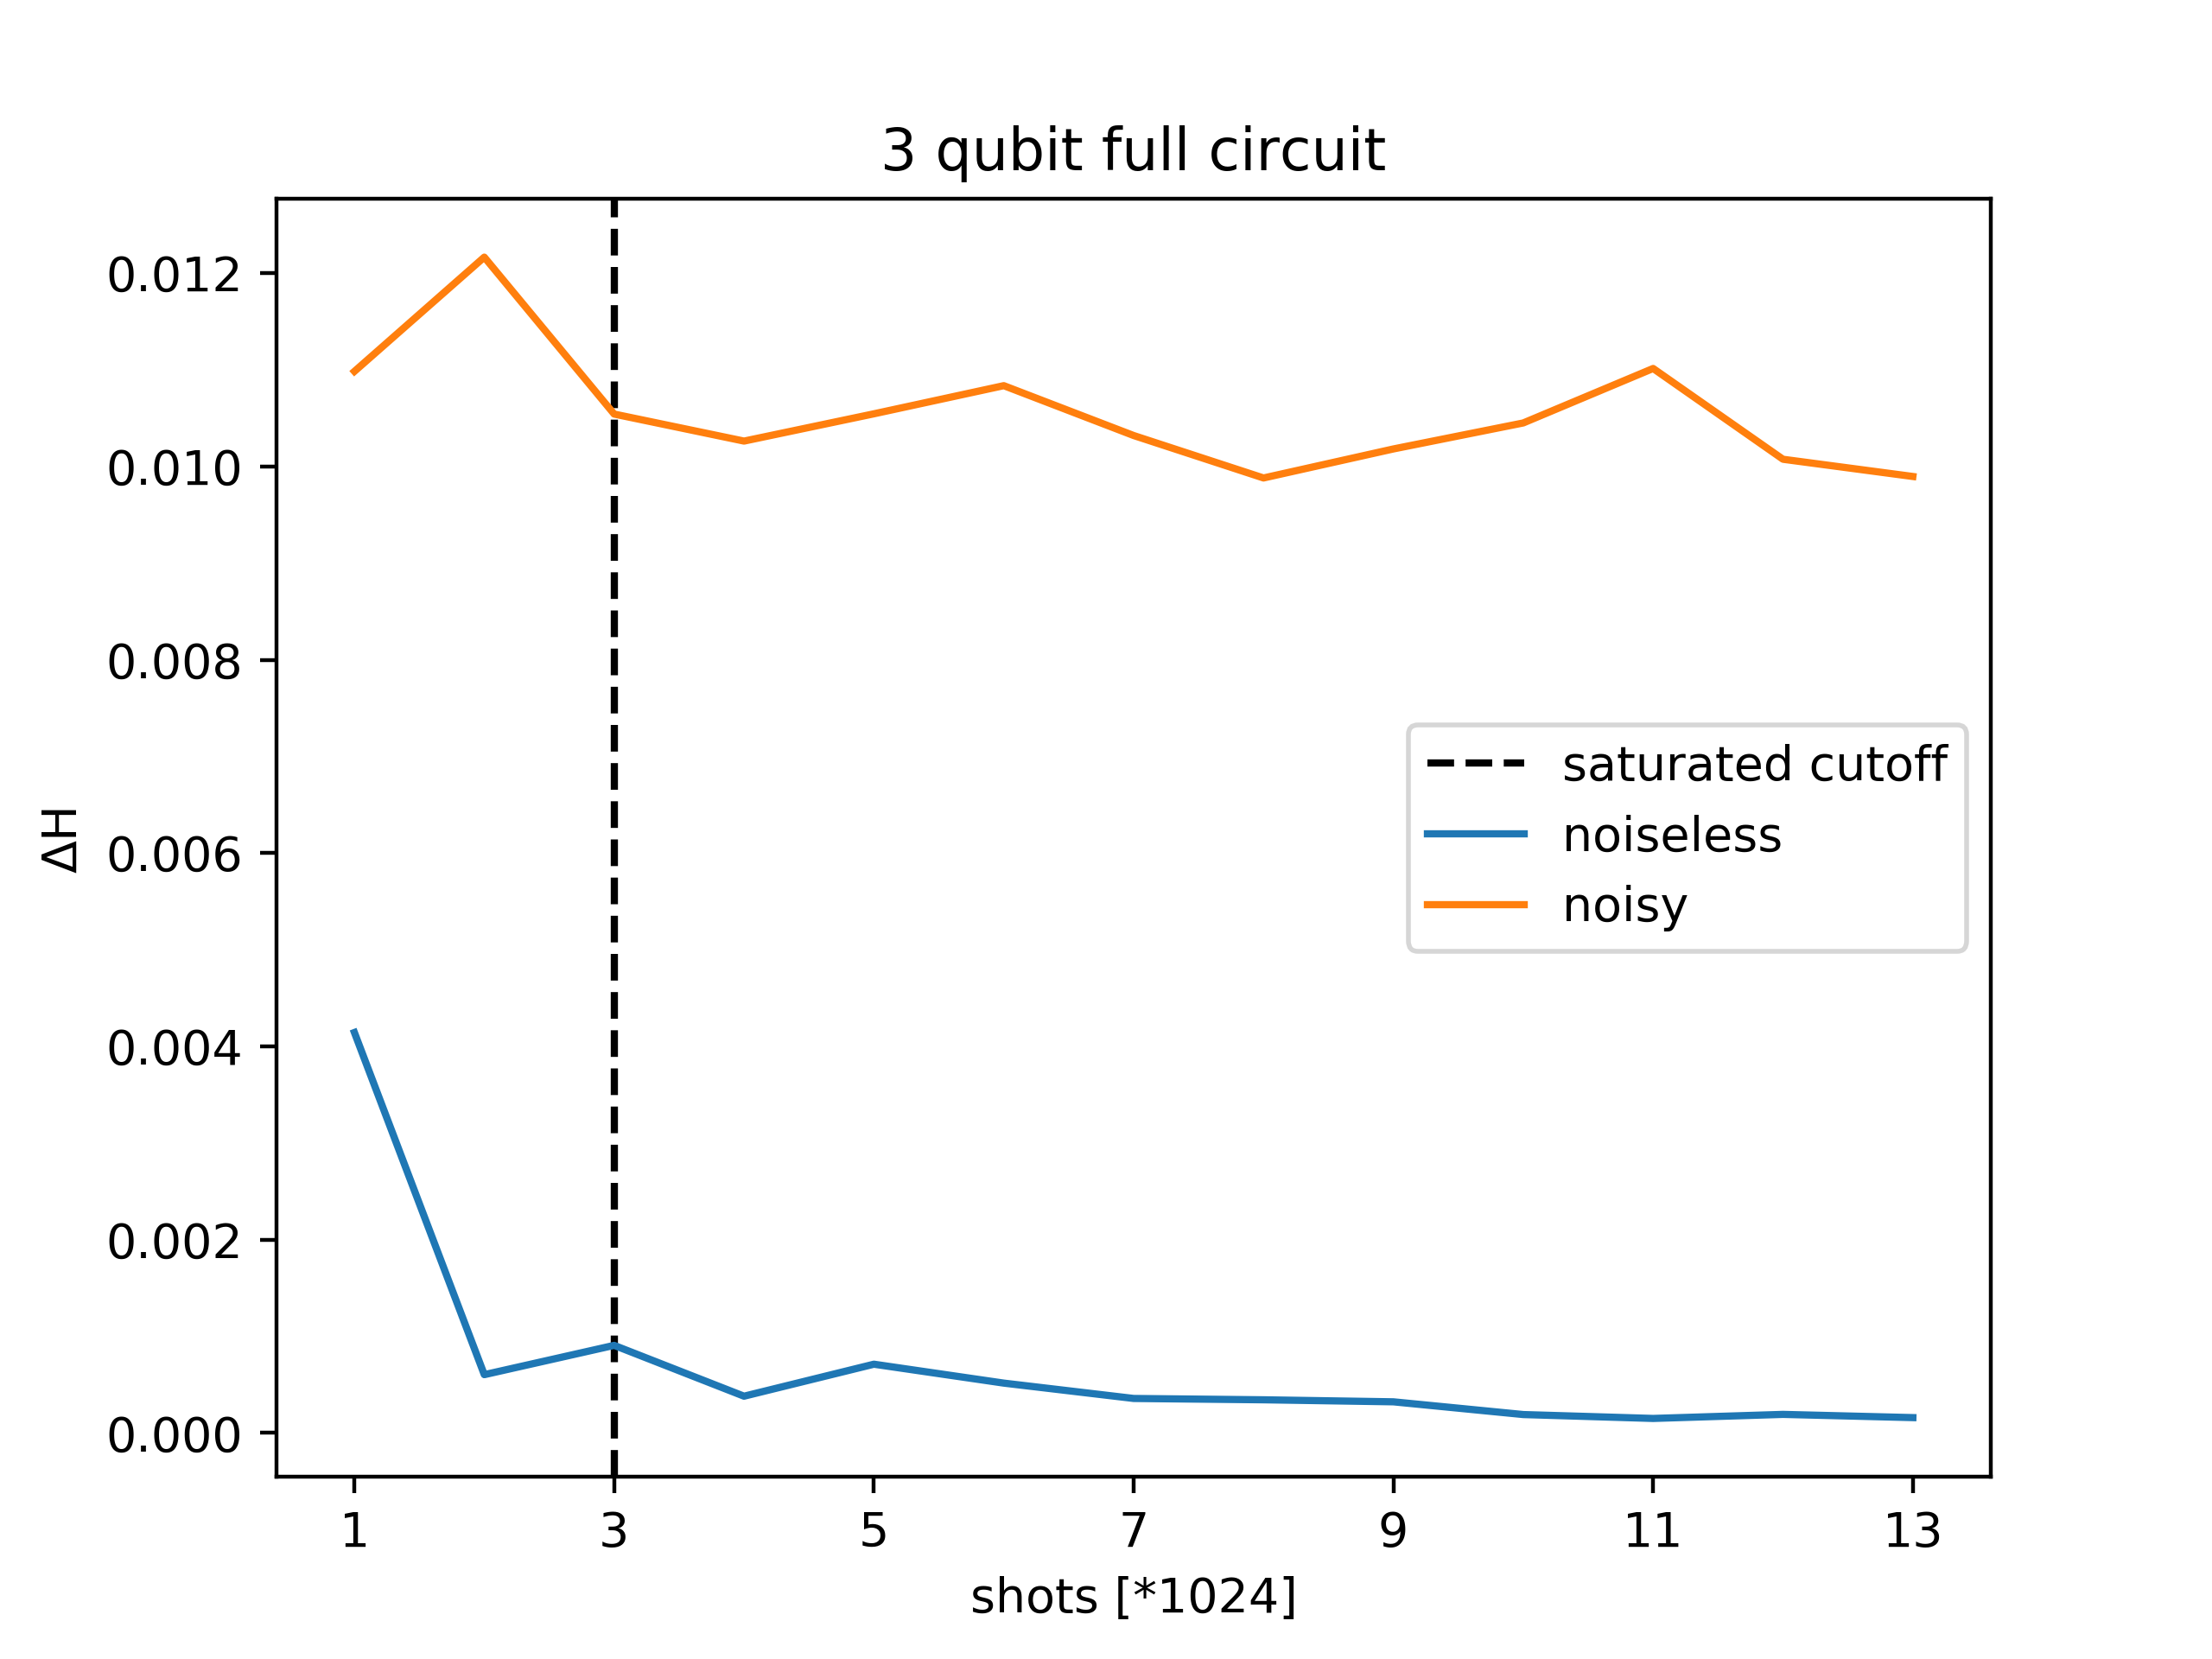 3 qubit full circuit
0.012
0.010
0.008
0.006
0.004
0.002
0.000
ΔH
saturated cutoff
noiseless
noisy
1 3 5 7 9 11 13
shots [*1024]